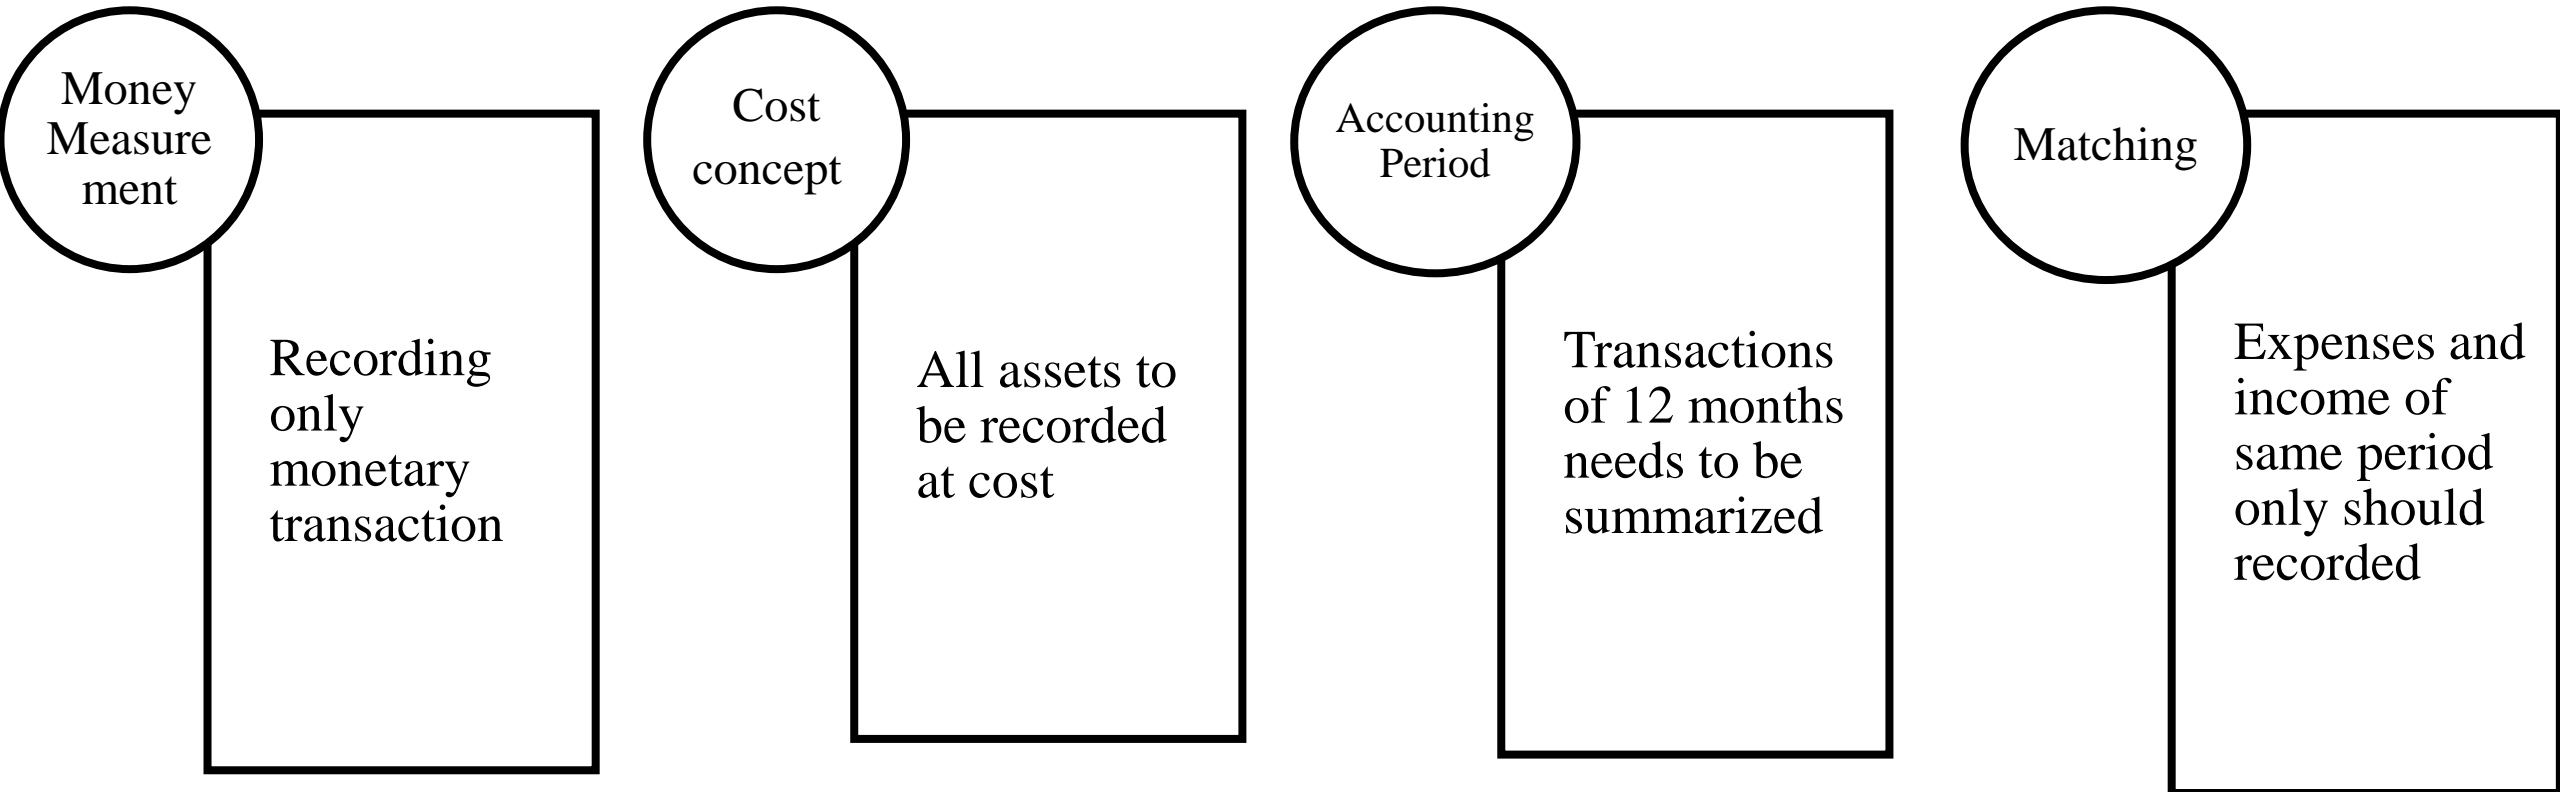 Money
Measure
ment
Recording
only
monetary
transaction
Cost
concept
All assets to
be recorded
at cost
Accounting
Period
Transactions
of 12 months
needs to be
summarized
Matching
Expenses and
income of
same period
only should
recorded